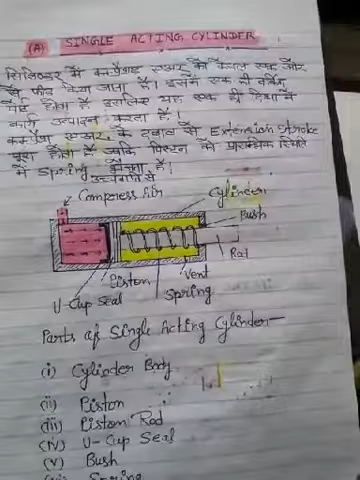 (A) SINGLE ACTING CYLINDER
सिलिण्डर में कम्प्रेस्ड एयर को केवल एक ओर
से फीड किया जाता है। इसमें एक ही वर्किंग
पोर्ट होता है इसलिए यह एक ही दिशा में
कार्य उत्पादन करता है।
कम्प्रेस्ड एयर के दबाव से Extension Stroke
पूरा होता है जबकि पिस्टन को प्रारम्भिक स्थिति
में Spring है।
Compress Air
Cylinder
Bush
Rod
Piston
Vent
U-Cup Seal
Spring
Parts of Single Acting Cylinder-
(i) Cylinder Body
(ii) Piston
(iii) Piston Rod
(iv) U-Cup Seal
(v) Bush
Spring